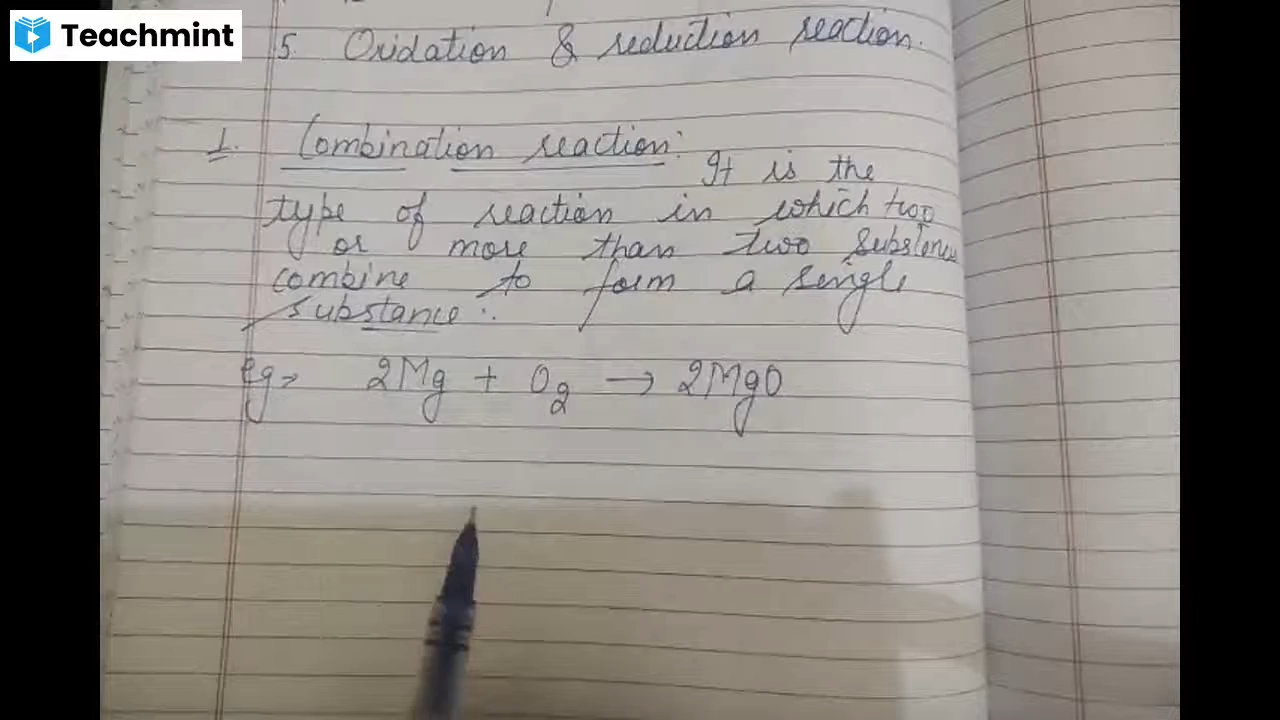 Teachmint
5. Oxidation & reduction reaction.
1. Combination reaction:
It is the
type of reaction in which two
or more than two substence
combine to form a single
substance :.
Eg > 2Mg + O2 → 2MgO